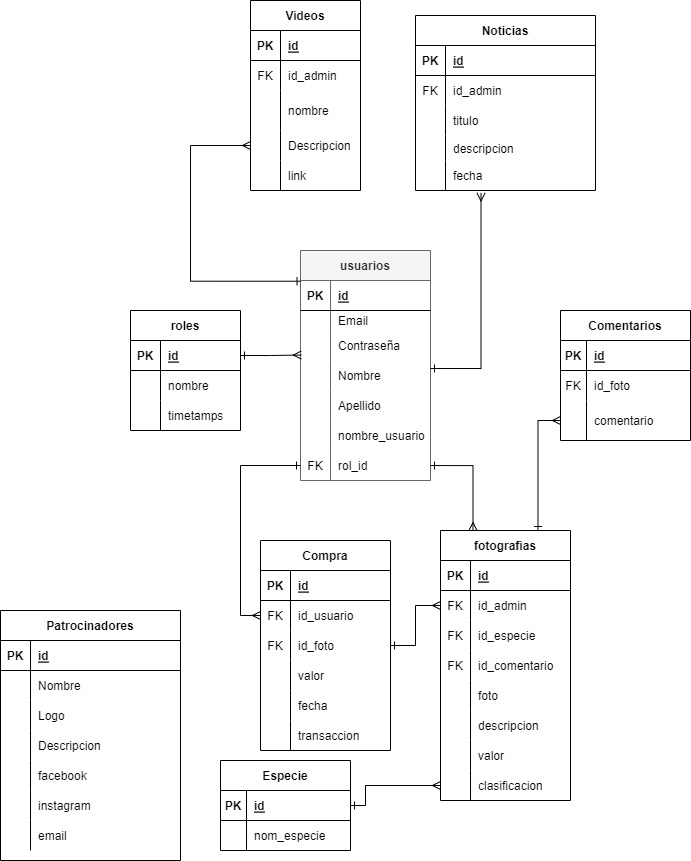 Videos
PK id
FK id_admin
nombre
Descripcion
link
Noticias
PK id
FK id_admin
titulo
descripcion
fecha
usuarios
PK id
Email
Contraseña
Nombre
Apellido
nombre_usuario
FK rol_id
roles
PK id
nombre
timetamps
Comentarios
PK id
FK id_foto
comentario
Compra
PK id
FK id_usuario
FK id_foto
valor
fecha
transaccion
fotografias
PK id
FK id_admin
FK id_especie
FK id_comentario
foto
descripcion
valor
clasificacion
Patrocinadores
PK id
Nombre
Logo
Descripcion
facebook
instagram
email
Especie
PK id
nom_especie